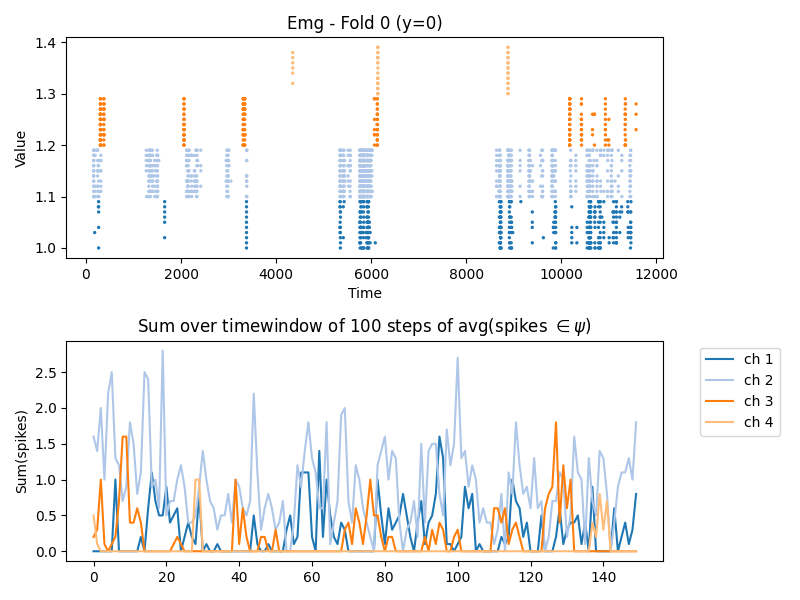 Emg - Fold 0 (y=0)
1.4
1.3
1.2
1.1
1.0
Value
0 2000 4000 6000 8000 10000 12000
Time
Sum over timewindow of 100 steps of avg(spikes ∈ ψ)
2.5
2.0
1.5
1.0
0.5
0.0
Sum(spikes)
0 20 40 60 80 100 120 140
ch 1
ch 2
ch 3
ch 4